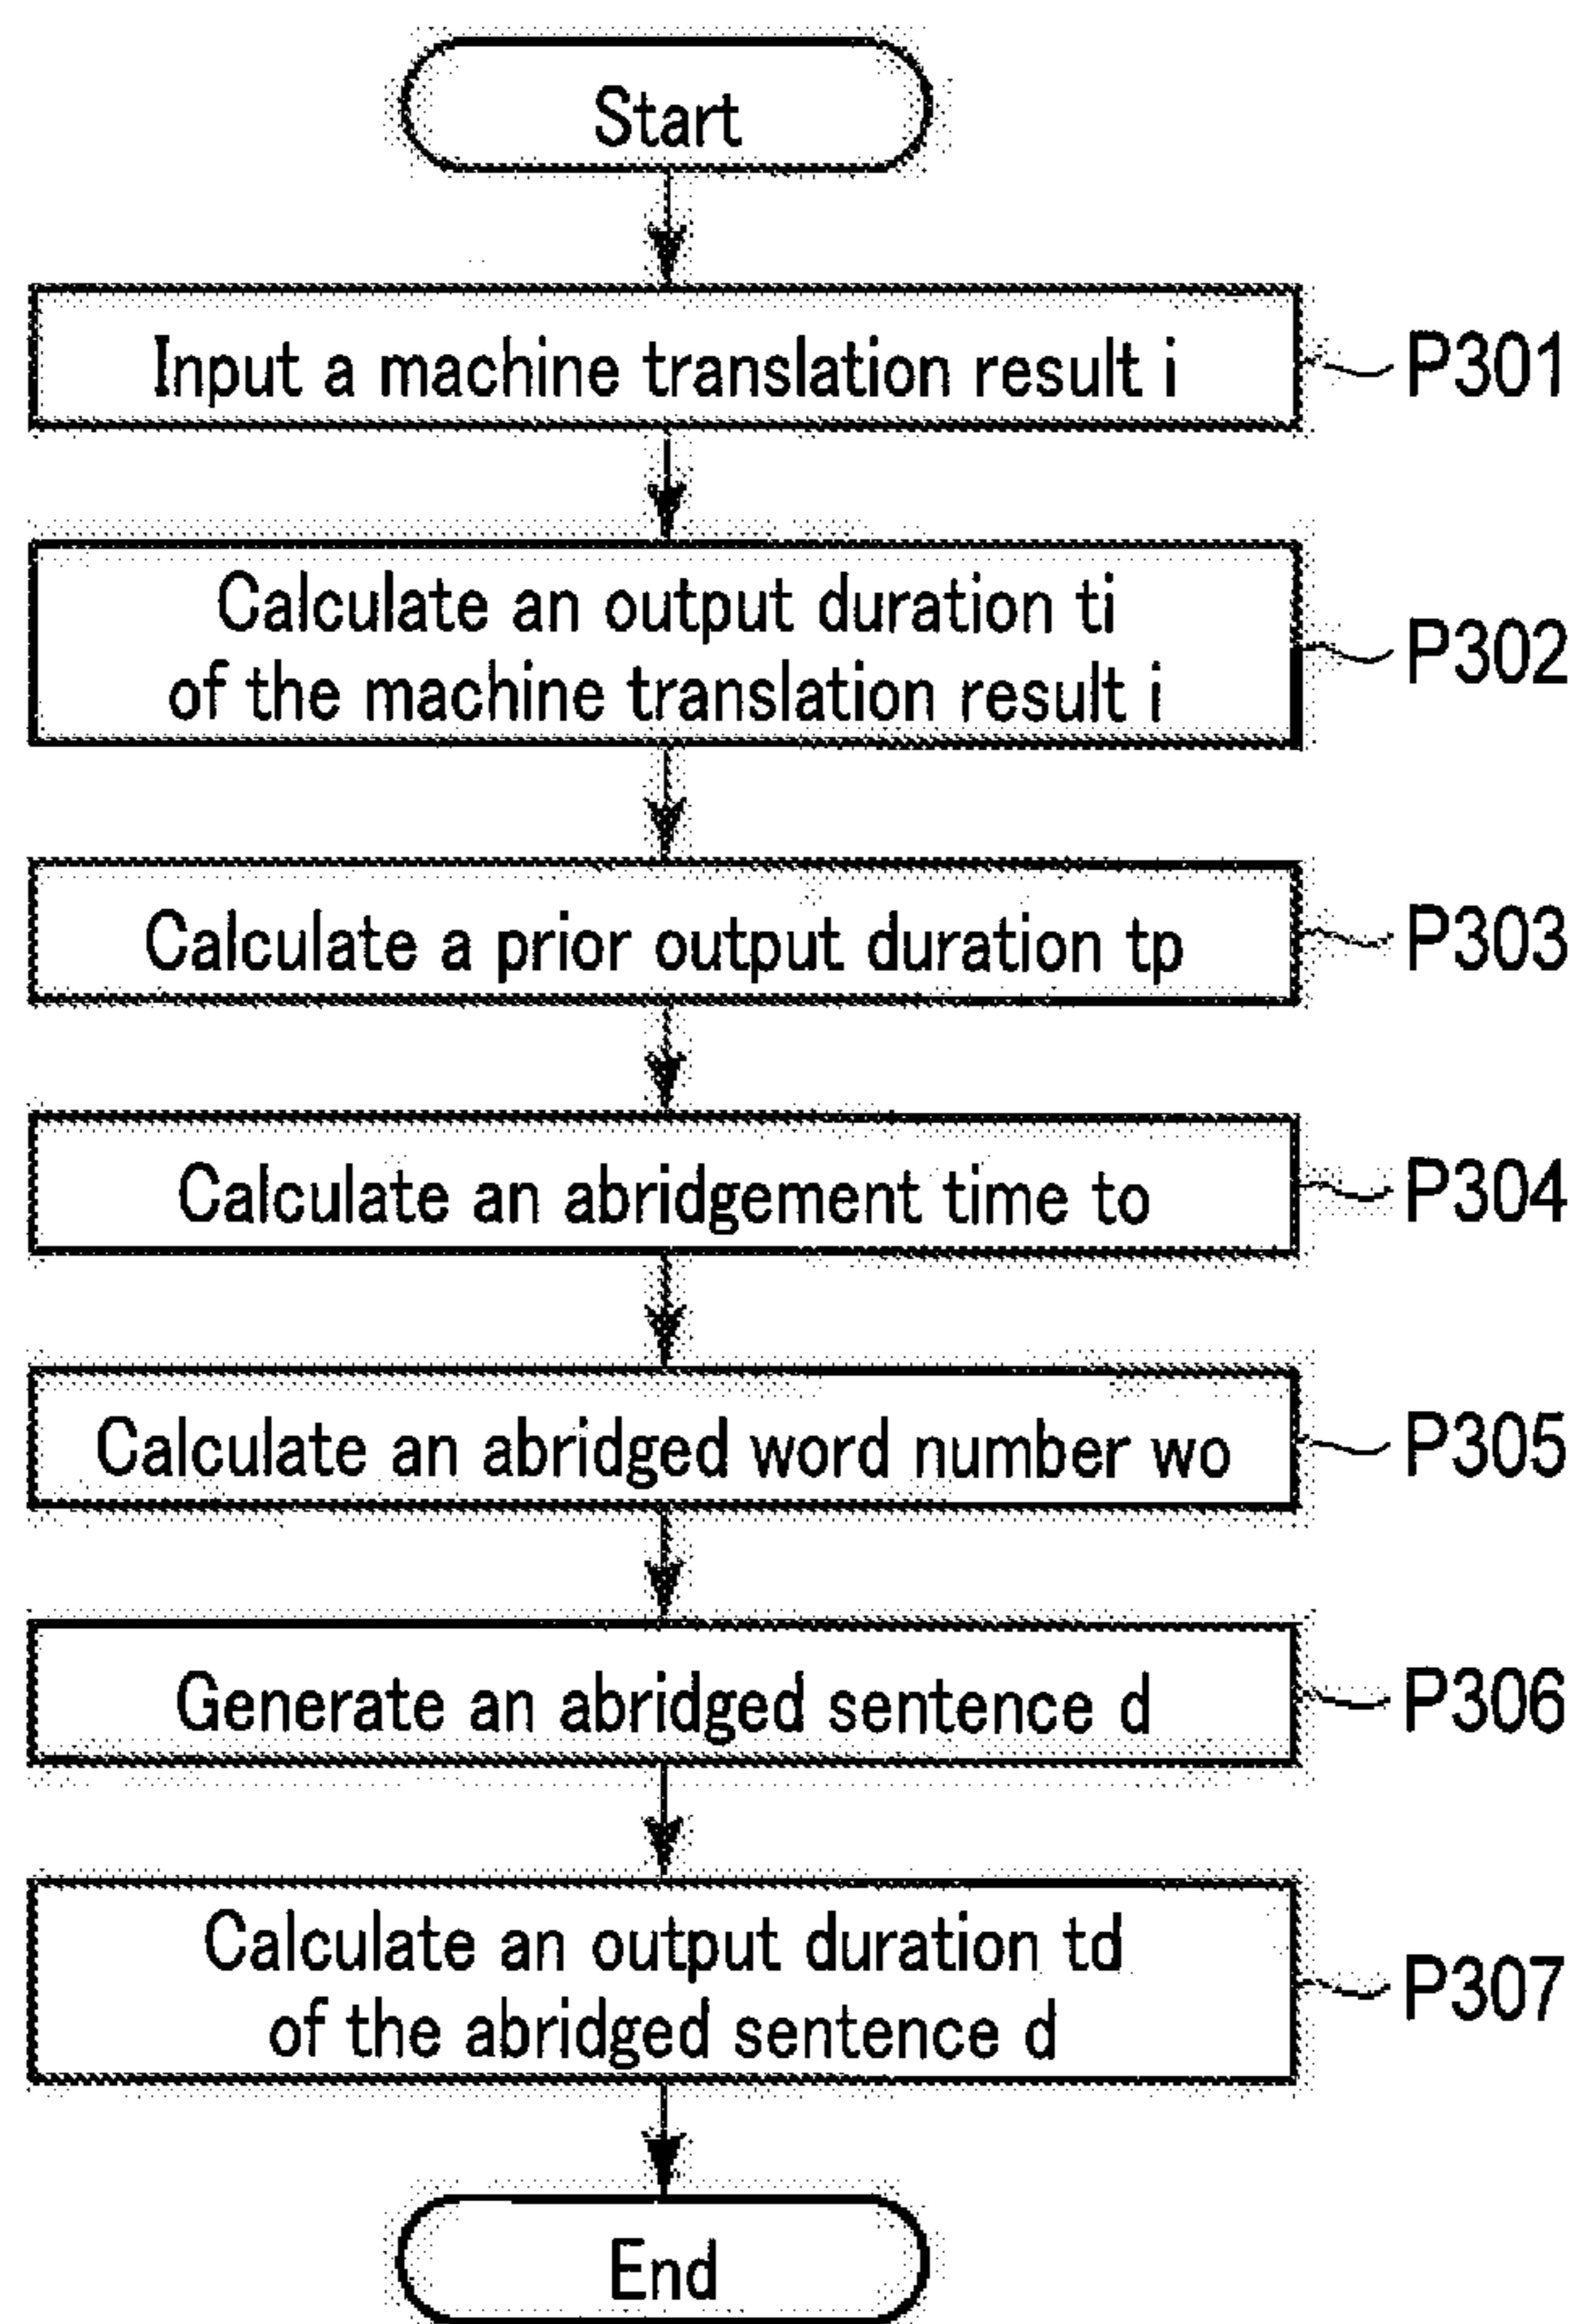 Start
Input a machine translation result i
P301
Calculate an output duration ti
of the machine translation result i
P302
Calculate a prior output duration tp
P303
Calculate an abridgement time to
P304
Calculate an abridged word number wo
P305
Generate an abridged sentence d
P306
Calculate an output duration td
of the abridged sentence d
P307
End